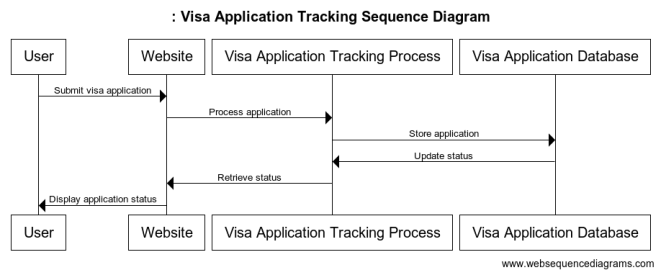 : Visa Application Tracking Sequence Diagram
User Website Visa Application Tracking Process Visa Application Database
Submit visa application
Process application
Store application
Update status
Retrieve status
Display application status
User Website Visa Application Tracking Process Visa Application Database
www.websequencediagrams.com